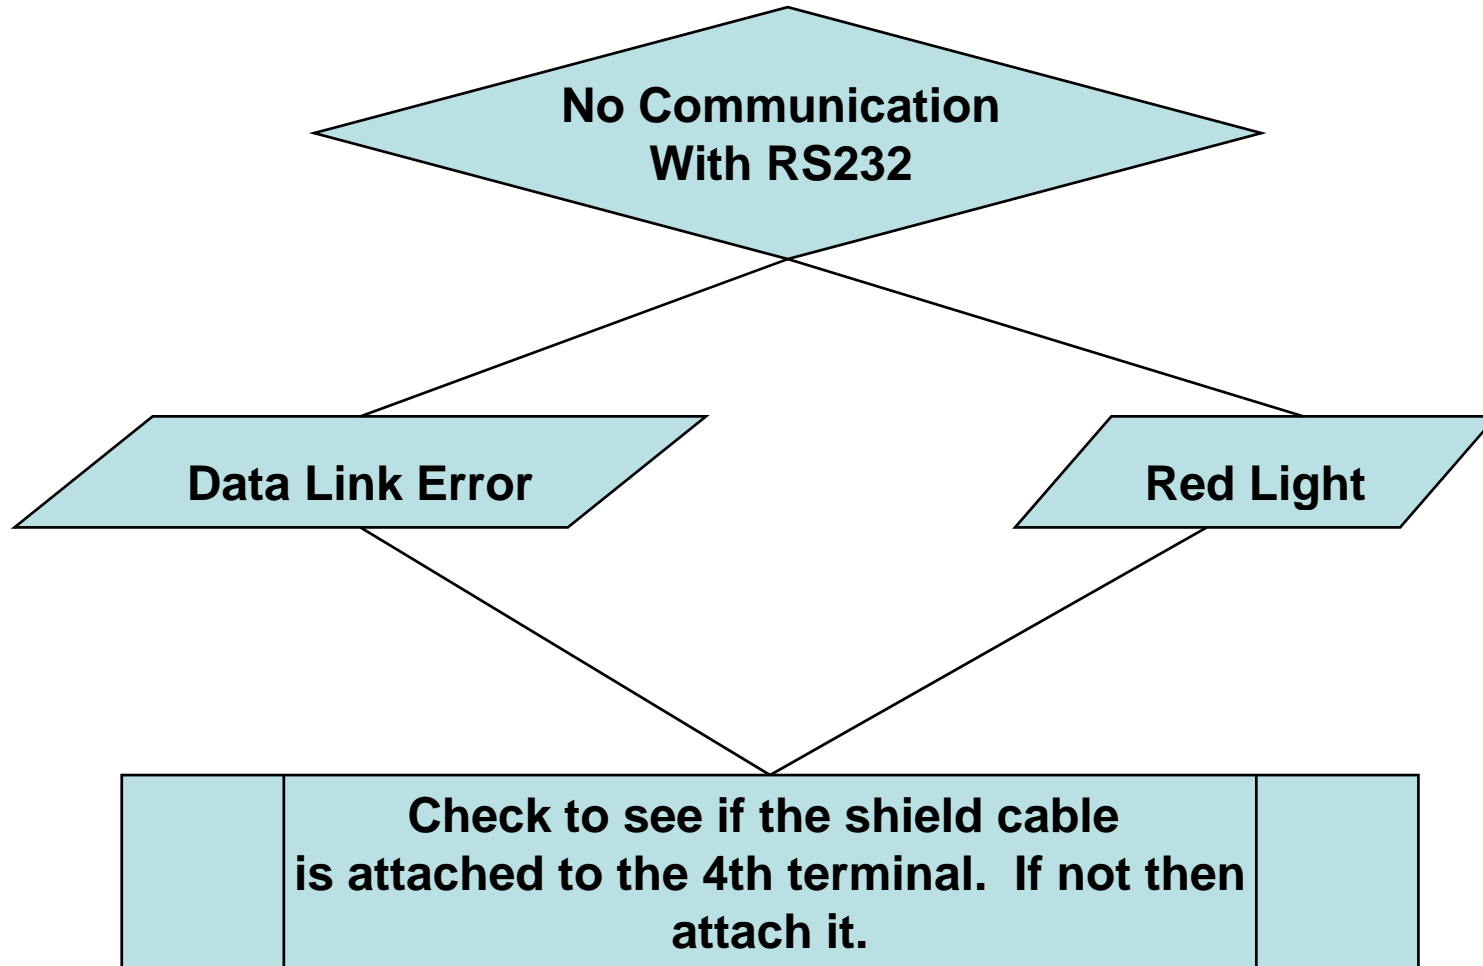 No Communication
With RS232
Data Link Error
Red Light
Check to see if the shield cable
is attached to the 4th terminal.  If not then
attach it.